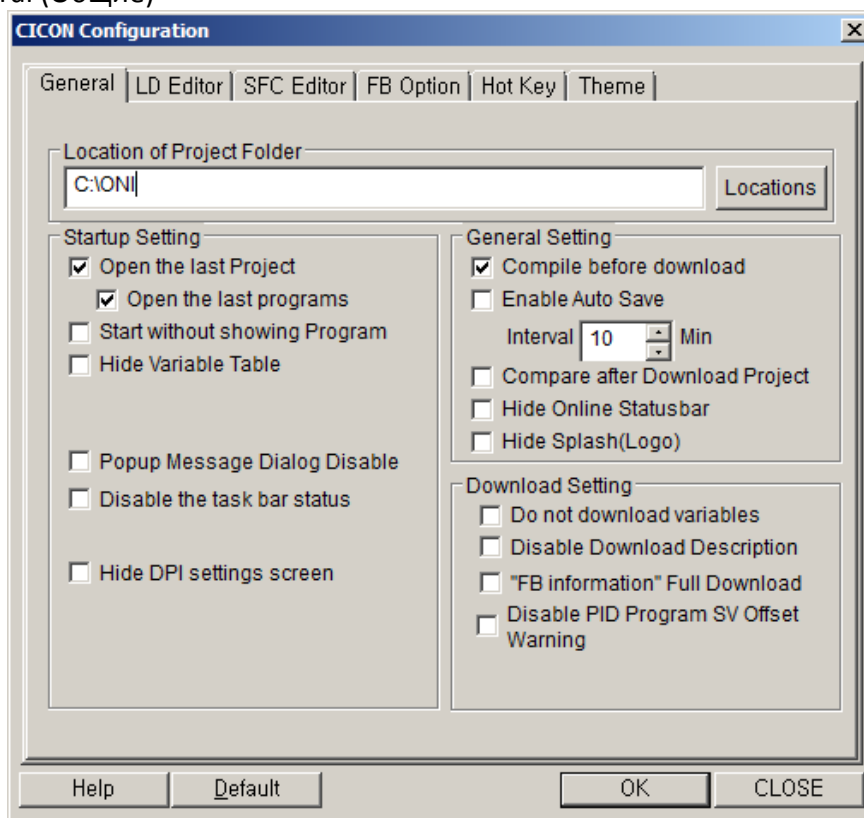 (Общие)
CICON Configuration
General LD Editor SFC Editor FB Option Hot Key Theme
Location of Project Folder
C:\ONI
Locations
Startup Setting
Open the last Project
Open the last programs
Start without showing Program
Hide Variable Table
Popup Message Dialog Disable
Disable the task bar status
Hide DPI settings screen
General Setting
Compile before download
Enable Auto Save
Interval 10 Min
Compare after Download Project
Hide Online Statusbar
Hide Splash(Logo)
Download Setting
Do not download variables
Disable Download Description
"FB information" Full Download
Disable PID Program SV Offset
Warning
Help Default OK CLOSE